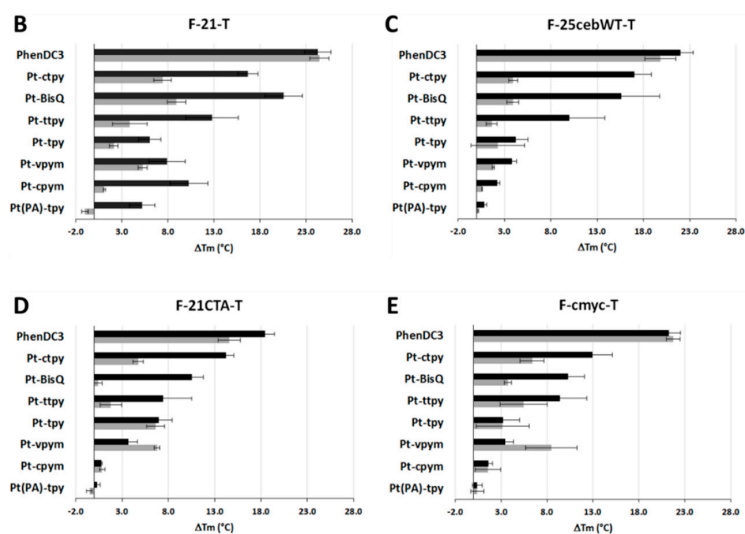 B
F-21-T
PhenDC3
Pt-ctpy
Pt-BisQ
Pt-ttpy
Pt-tpy
Pt-vpym
Pt-cpym
Pt(PA)-tpy
-2.0 3.0 8.0 13.0 18.0 23.0 28.0
ΔTm (°C)
C
F-25cebWT-T
PhenDC3
Pt-ctpy
Pt-BisQ
Pt-ttpy
Pt-tpy
Pt-vpym
Pt-cpym
Pt(PA)-tpy
-2.0 3.0 8.0 13.0 18.0 23.0 28.0
ΔTm (°C)
D
F-21CTA-T
PhenDC3
Pt-ctpy
Pt-BisQ
Pt-ttpy
Pt-tpy
Pt-vpym
Pt-cpym
Pt(PA)-tpy
-2.0 3.0 8.0 13.0 18.0 23.0 28.0
ΔTm (°C)
E
F-cmyc-T
PhenDC3
Pt-ctpy
Pt-BisQ
Pt-ttpy
Pt-tpy
Pt-vpym
Pt-cpym
Pt(PA)-tpy
-2.0 3.0 8.0 13.0 18.0 23.0 28.0
ΔTm (°C)